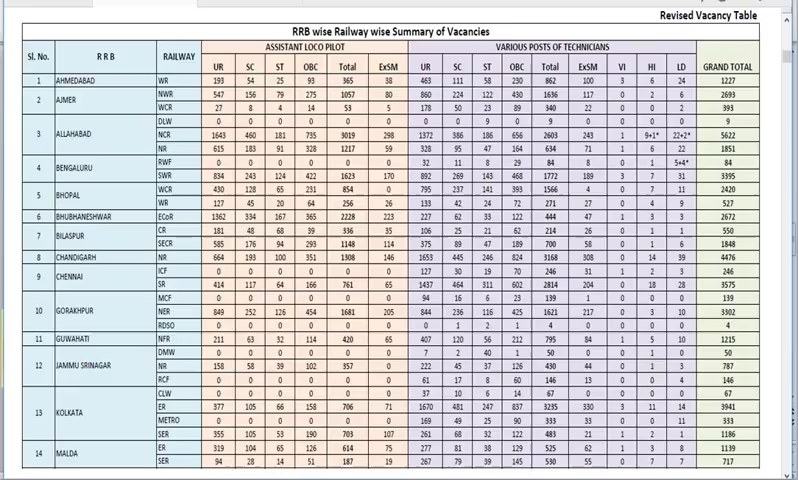 Revised Vacancy Table
RRB wise Railway wise Summary of Vacancies
Sl. No. R R B RAILWAY ASSISTANT LOCO PILOT VARIOUS POSTS OF TECHNICIANS GRAND TOTAL
UR SC ST OBC Total ExSM UR SC ST OBC Total ExSM VI HI LD
1 AHMEDABAD WR 193 54 25 93 365 38 463 111 58 230 862 100 3 6 24 1227
2 AJMER NWR 547 156 79 275 1057 80 860 224 122 430 1636 117 0 2 6 2693
WCR 27 8 4 14 53 5 178 50 23 89 340 22 0 0 2 393
3 ALLAHABAD DLW 0 0 0 0 0 0 0 0 9 0 9 0 0 0 0 9
NCR 1643 460 181 735 3019 298 1372 386 186 656 2603 243 1 9+1* 22+2* 5622
NR 615 183 91 328 1217 59 328 95 47 164 634 71 1 6 22 1851
4 BENGALURU RWF 0 0 0 0 0 0 32 11 8 29 84 8 0 1 5+4* 84
SWR 834 243 124 422 1623 170 892 269 143 468 1772 189 3 7 31 3395
5 BHOPAL WCR 430 128 65 231 854 0 795 237 141 393 1566 4 0 7 11 2420
WR 127 45 20 64 256 26 133 42 24 72 271 27 0 4 9 527
6 BHUBHANESHWAR ECoR 1362 334 167 365 2228 223 227 62 33 122 444 47 1 3 3 2672
7 BILASPUR CR 181 48 68 39 336 35 106 25 21 62 214 26 0 1 1 550
SECR 585 176 94 293 1148 114 375 89 47 189 700 58 0 1 6 1848
8 CHANDIGARH NR 664 193 100 351 1308 146 1653 445 246 824 3168 308 0 14 39 4476
9 CHENNAI ICF 0 0 0 0 0 0 127 30 19 70 246 31 1 2 3 246
SR 414 117 64 166 761 65 1437 464 311 602 2814 204 0 18 28 3575
10 GORAKHPUR MCF 0 0 0 0 0 0 94 16 6 23 139 1 0 0 0 139
NER 849 252 126 454 1681 205 844 236 116 425 1621 217 0 3 10 3302
RDSO 0 0 0 0 0 0 0 1 2 1 4 0 0 0 0 4
11 GUWAHATI NFR 211 63 32 114 420 65 407 120 56 212 795 84 1 5 10 1215
12 JAMMU SRINAGAR DMW 0 0 0 0 0 0 7 2 40 1 50 0 0 1 0 50
NR 158 58 39 102 357 0 222 45 37 126 430 44 0 1 1 787
RCF 0 0 0 0 0 0 61 17 8 60 146 13 0 0 4 146
13 KOLKATA CLW 0 0 0 0 0 0 37 10 6 14 67 0 0 0 0 67
ER 377 105 66 158 706 71 1670 481 247 837 3235 330 3 11 14 3941
METRO 0 0 0 0 0 0 169 49 25 90 333 33 0 0 11 333
SER 355 105 53 190 703 107 261 68 32 122 483 21 1 2 1 1186
14 MALDA ER 319 104 65 126 614 75 277 81 38 129 525 62 1 3 8 1139
SER 94 28 14 51 187 19 267 79 39 145 530 55 0 7 7 717